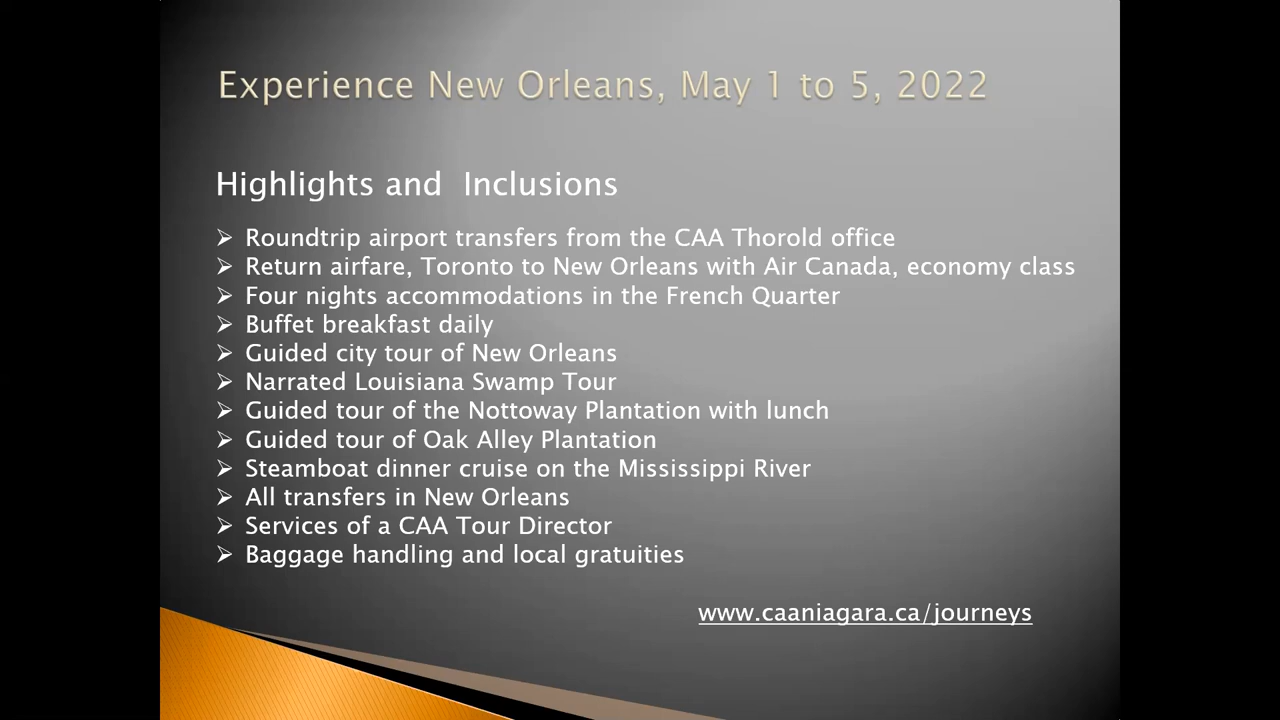 Experience New Orleans, May 1 to 5, 2022
Highlights and  Inclusions
➢ Roundtrip airport transfers from the CAA Thorold office
➢ Return airfare, Toronto to New Orleans with Air Canada, economy class
➢ Four nights accommodations in the French Quarter
➢ Buffet breakfast daily
➢ Guided city tour of New Orleans
➢ Narrated Louisiana Swamp Tour
➢ Guided tour of the Nottoway Plantation with lunch
➢ Guided tour of Oak Alley Plantation
➢ Steamboat dinner cruise on the Mississippi River
➢ All transfers in New Orleans
➢ Services of a CAA Tour Director
➢ Baggage handling and local gratuities
www.caaniagara.ca/journeys